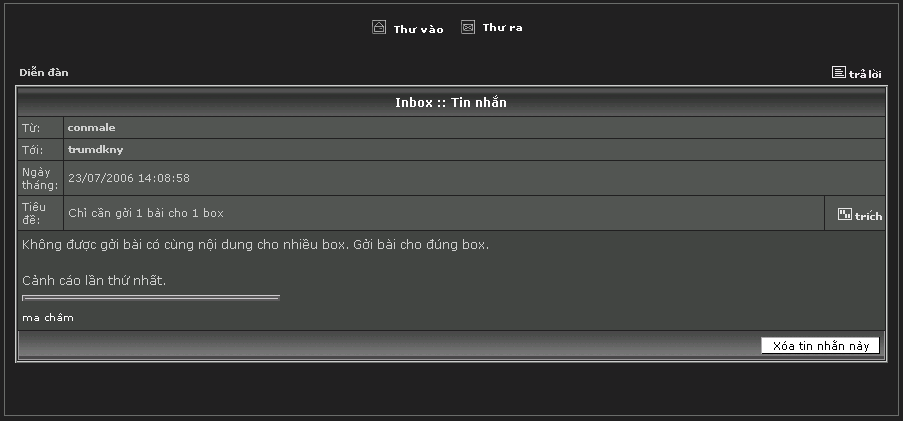 Thư vào Thư ra
Diễn đàn trả lời
Inbox :: Tin nhắn
Từ: conmale
Tới: trumdkny
Ngày
tháng: 23/07/2006 14:08:58
Tiêu
đề: Chỉ cần gởi 1 bài cho 1 box trích
Không được gởi bài có cùng nội dung cho nhiều box. Gởi bài cho đúng box.
Cảnh cáo lần thứ nhất.
ma chấm
Xóa tin nhắn này